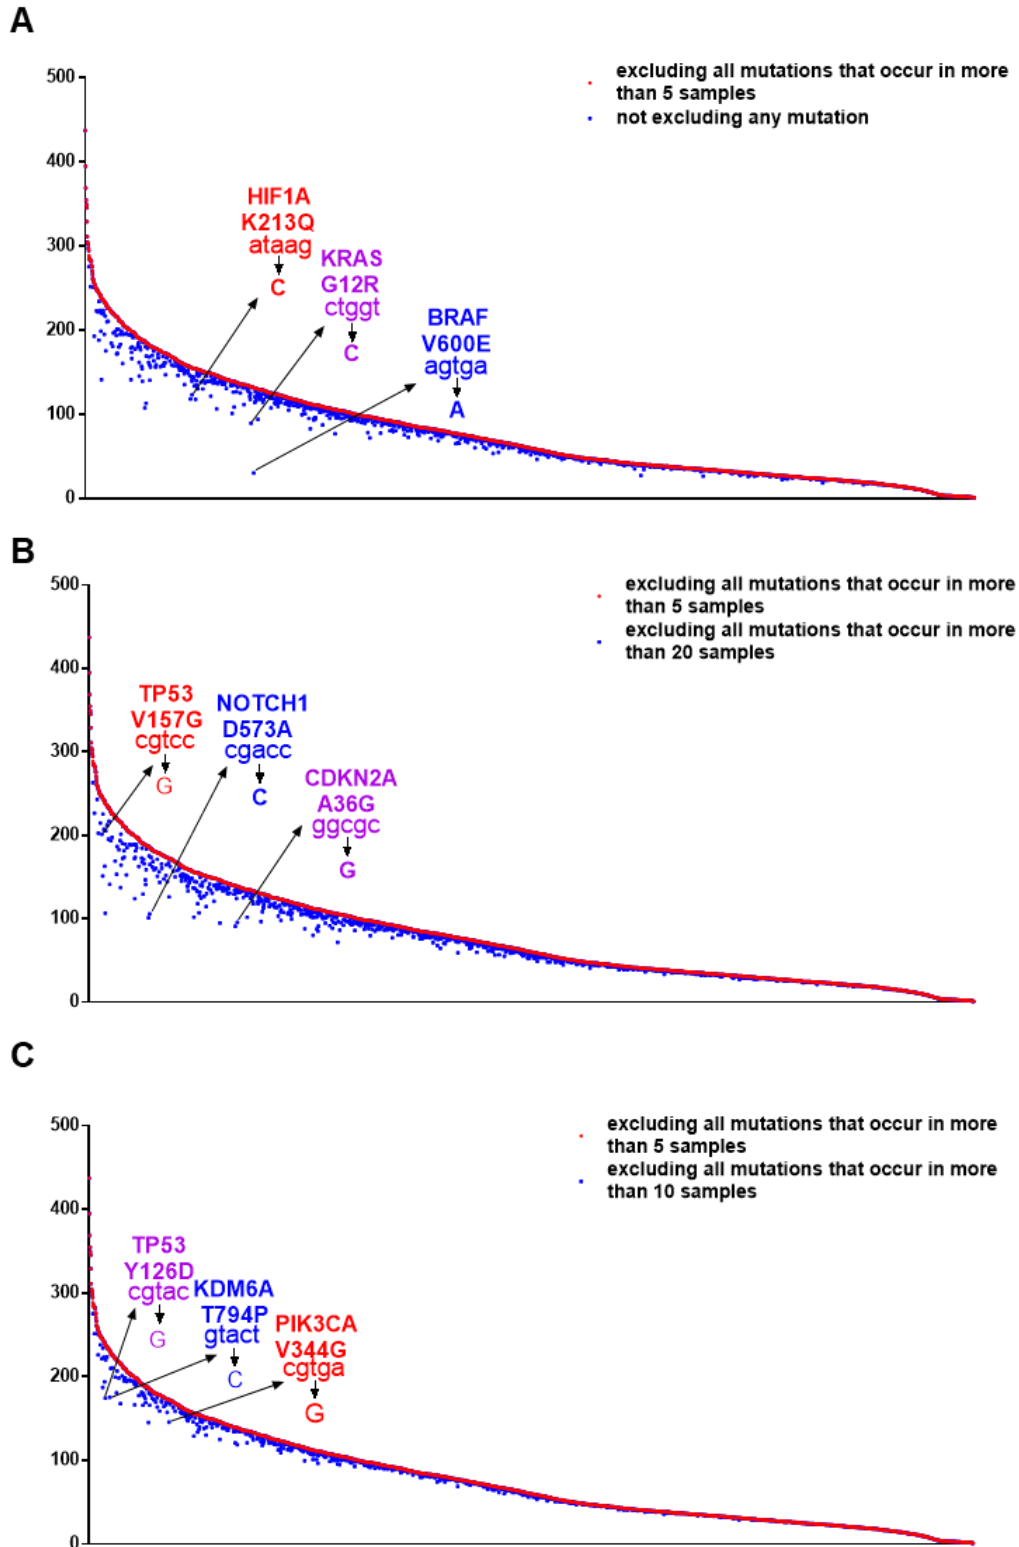 A
500
400
300
200
100
0
excluding all mutations that occur in more
than 5 samples
not excluding any mutation
HIF1A
K213Q
ataag
C
KRAS
G12R
ctggt
C
BRAF
V600E
agtga
A
B
500
400
300
200
100
0
excluding all mutations that occur in more
than 5 samples
excluding all mutations that occur in more
than 20 samples
TP53
V157G
cgtcc
G
NOTCH1
D573A
cgacc
C
CDKN2A
A36G
ggcgc
G
C
500
400
300
200
100
0
excluding all mutations that occur in more
than 5 samples
excluding all mutations that occur in more
than 10 samples
TP53
Y126D
cgtac
G
KDM6A
T794P
gtact
C
PIK3CA
V344G
cgtga
G